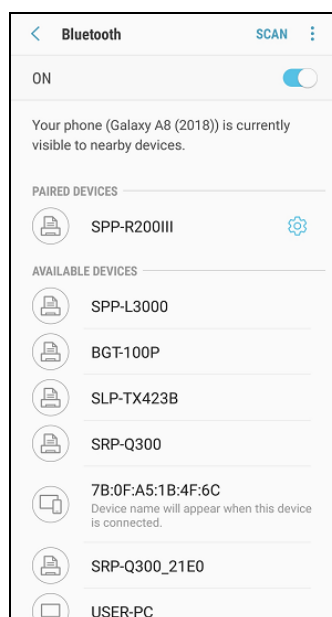 Bluetooth SCAN
ON
Your phone (Galaxy A8 (2018)) is currently
visible to nearby devices.
PAIRED DEVICES
SPP-R200III
AVAILABLE DEVICES
SPP-L3000
BGT-100P
SLP-TX423B
SRP-Q300
7B:0F:A5:1B:4F:6C
Device name will appear when this device
is connected.
SRP-Q300_21E0
USER-PC